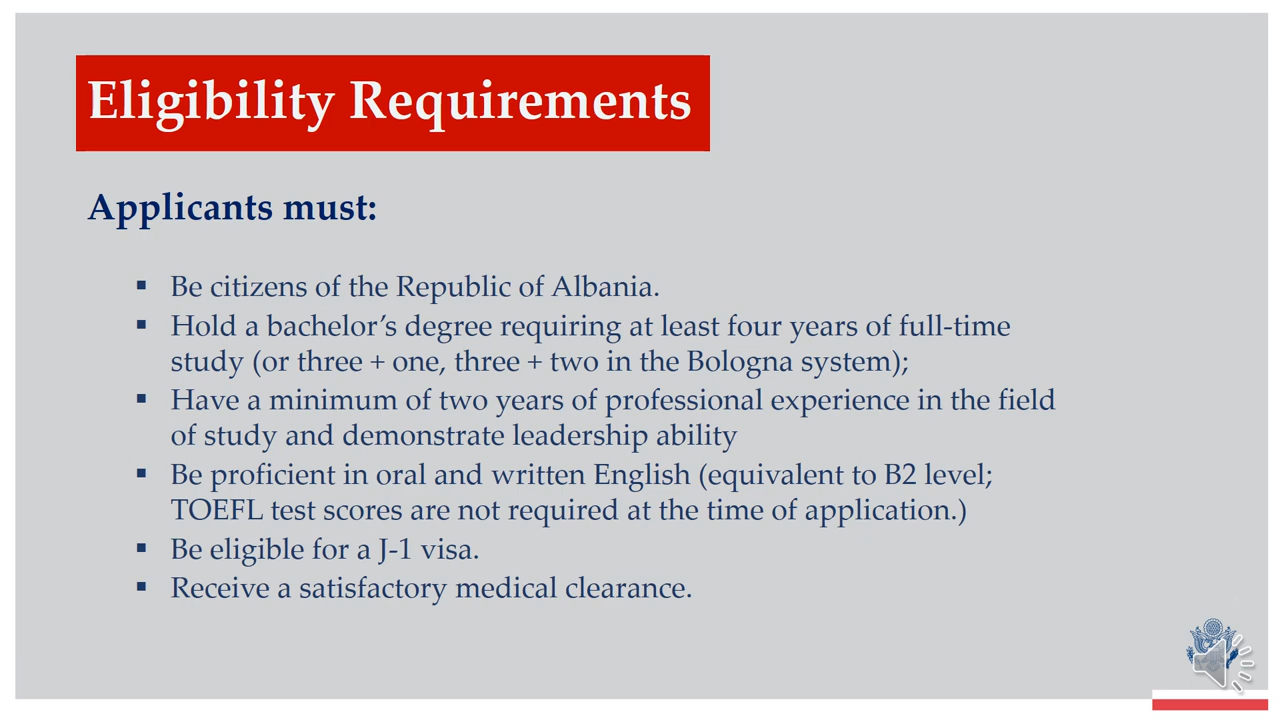 Eligibility Requirements
Applicants must:
▪ Be citizens of the Republic of Albania.
▪ Hold a bachelor’s degree requiring at least four years of full-time
study (or three + one, three + two in the Bologna system);
▪ Have a minimum of two years of professional experience in the field
of study and demonstrate leadership ability
▪ Be proficient in oral and written English (equivalent to B2 level;
TOEFL test scores are not required at the time of application.)
▪ Be eligible for a J-1 visa.
▪ Receive a satisfactory medical clearance.